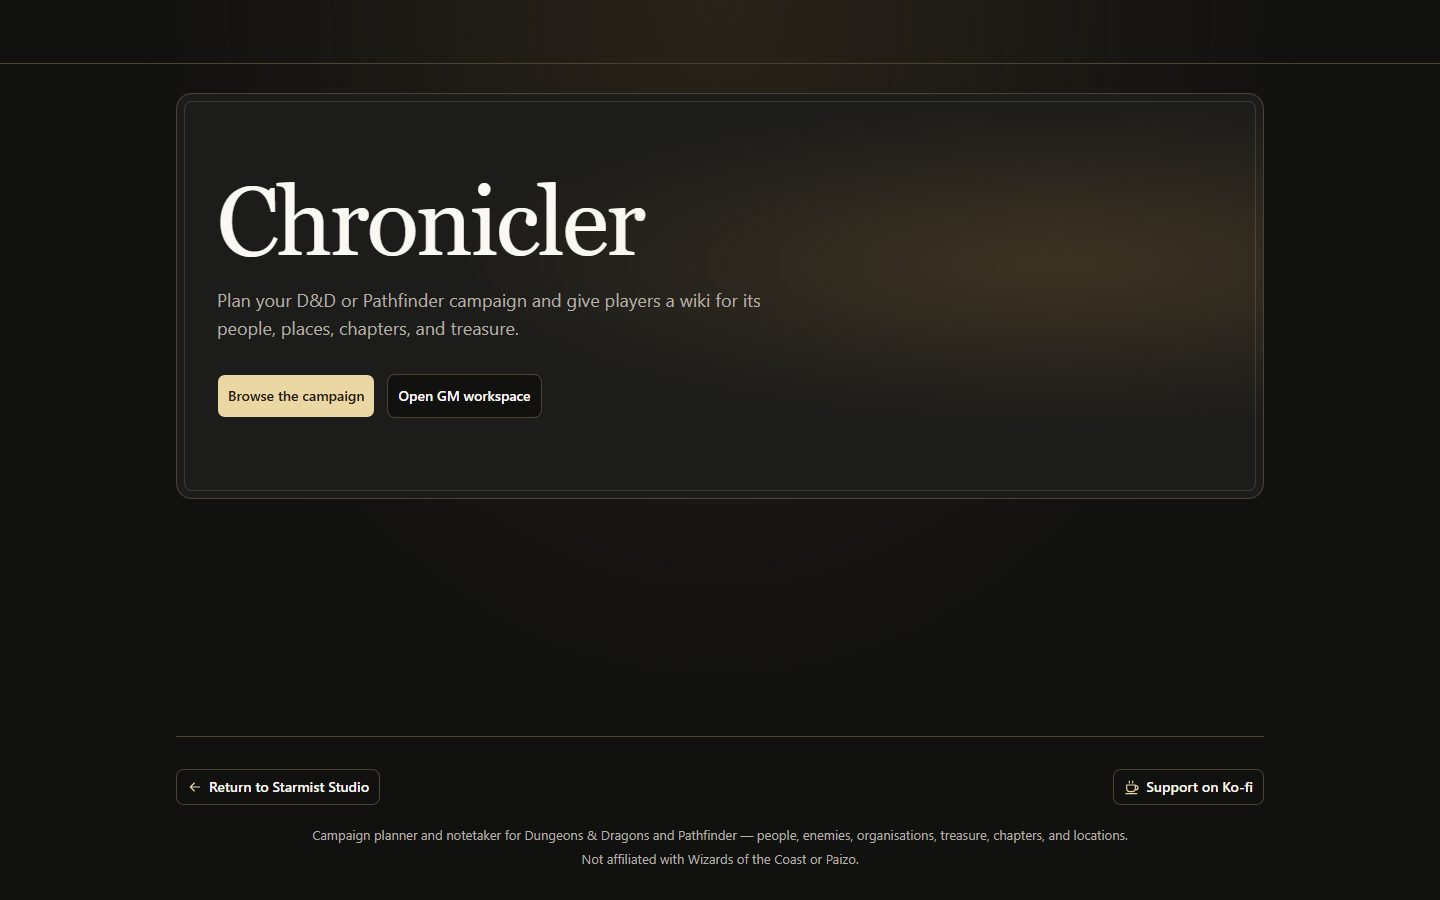 Chronicler
Plan your D&D or Pathfinder campaign and give players a wiki for its
people, places, chapters, and treasure.
Browse the campaign
Open GM workspace
Return to Starmist Studio
Support on Ko-fi
Campaign planner and notetaker for Dungeons & Dragons and Pathfinder — people, enemies, organisations, treasure, chapters, and locations.
Not affiliated with Wizards of the Coast or Paizo.